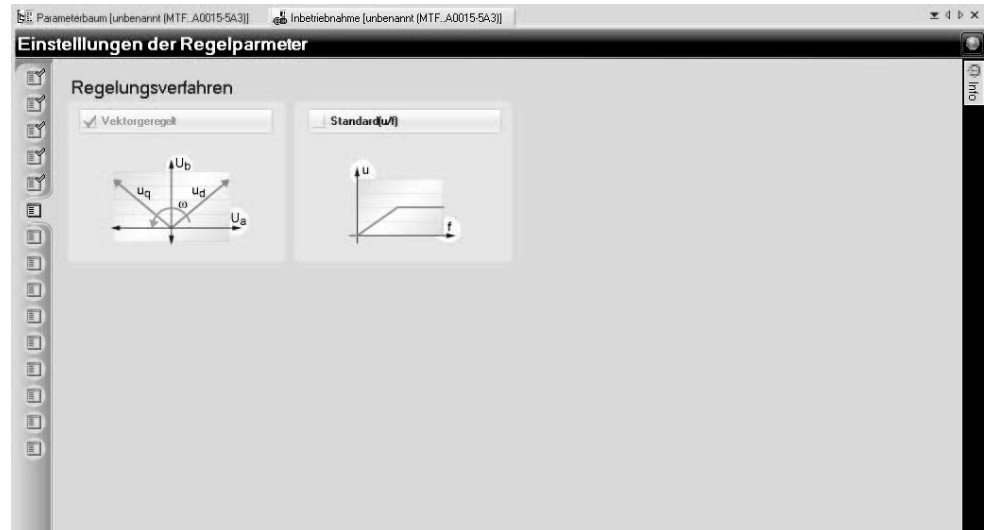 Parameterbaum [unbenannt (MTF..A0015-5A3)] Inbetriebnahme [unbenannt (MTF..A0015-5A3)]
Einstelllungen der Regelparmeter
Info
Regelungsverfahren
Vektorgeregelt Standard(u/f)
Ub
uq ud
ω
Ua
u
f